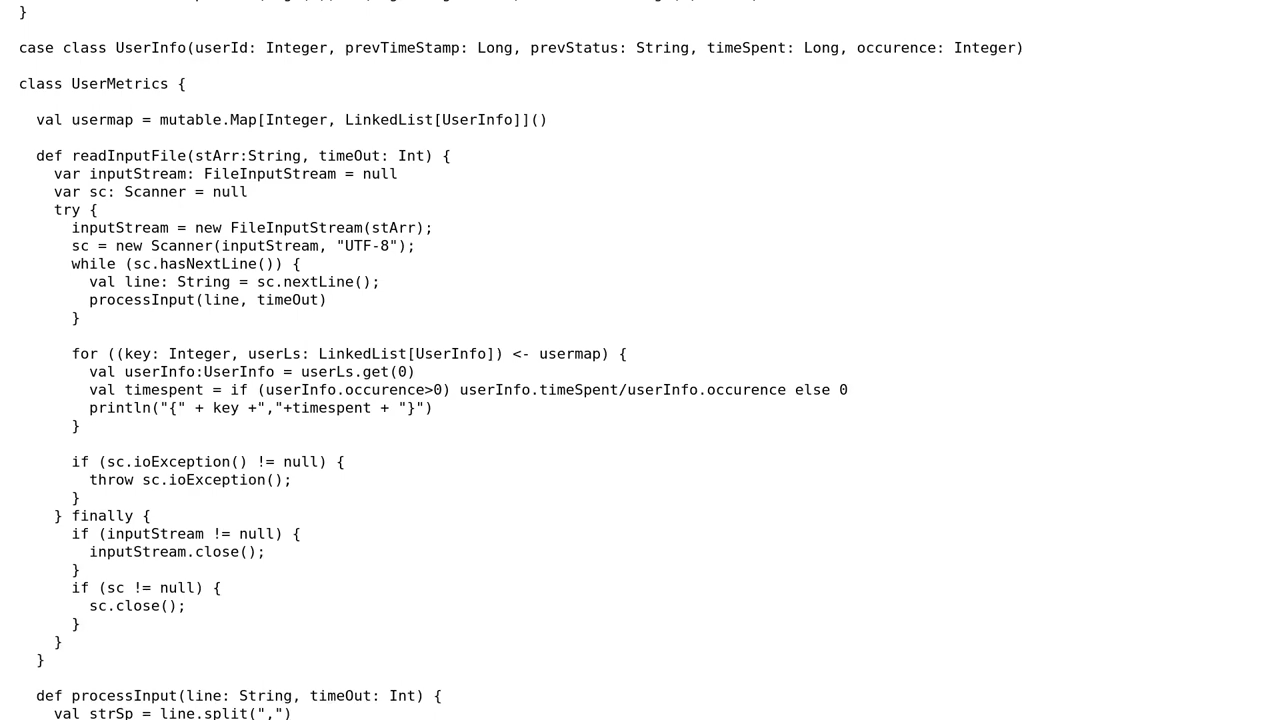 }
case class UserInfo(userId: Integer, prevTimeStamp: Long, prevStatus: String, timeSpent: Long, occurence: Integer)
class UserMetrics {
val usermap = mutable.Map[Integer, LinkedList[UserInfo]]()
def readInputFile(stArr:String, timeOut: Int) {
var inputStream: FileInputStream = null
var sc: Scanner = null
try {
inputStream = new FileInputStream(stArr);
sc = new Scanner(inputStream, "UTF-8");
while (sc.hasNextLine()) {
val line: String = sc.nextLine();
processInput(line, timeOut)
}
for ((key: Integer, userLs: LinkedList[UserInfo]) <- usermap) {
val userInfo:UserInfo = userLs.get(0)
val timespent = if (userInfo.occurence>0) userInfo.timeSpent/userInfo.occurence else 0
println("{" + key +","+timespent + "}")
}
if (sc.ioException() != null) {
throw sc.ioException();
}
} finally {
if (inputStream != null) {
inputStream.close();
}
if (sc != null) {
sc.close();
}
}
}
def processInput(line: String, timeOut: Int) {
val strSp = line.split(",")